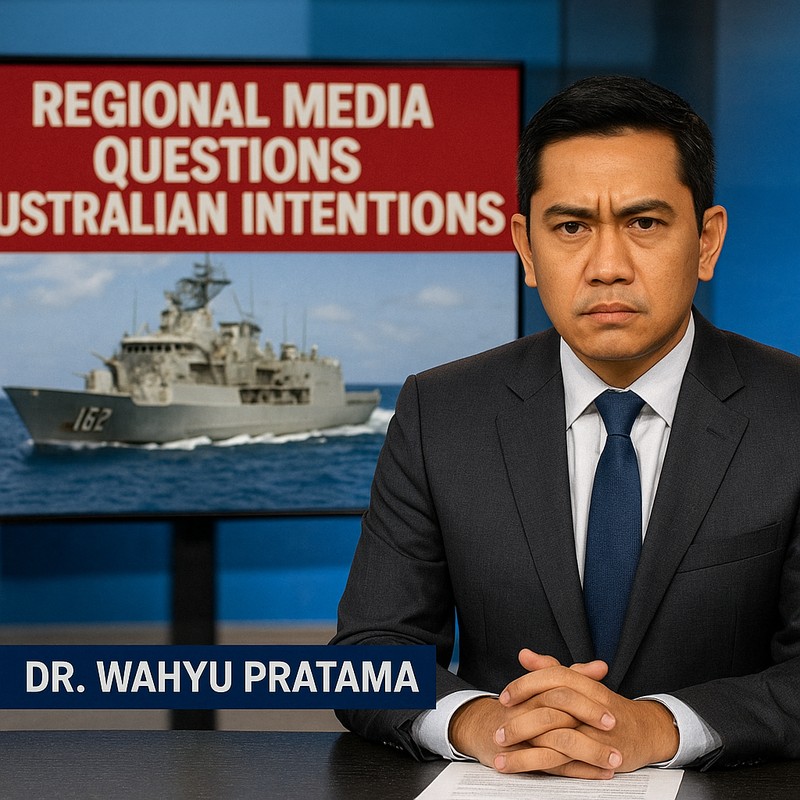 REGIONAL MEDIA
QUESTIONS
USTRALIAN INTENTIONS
162
DR. WAHYU PRATAMA